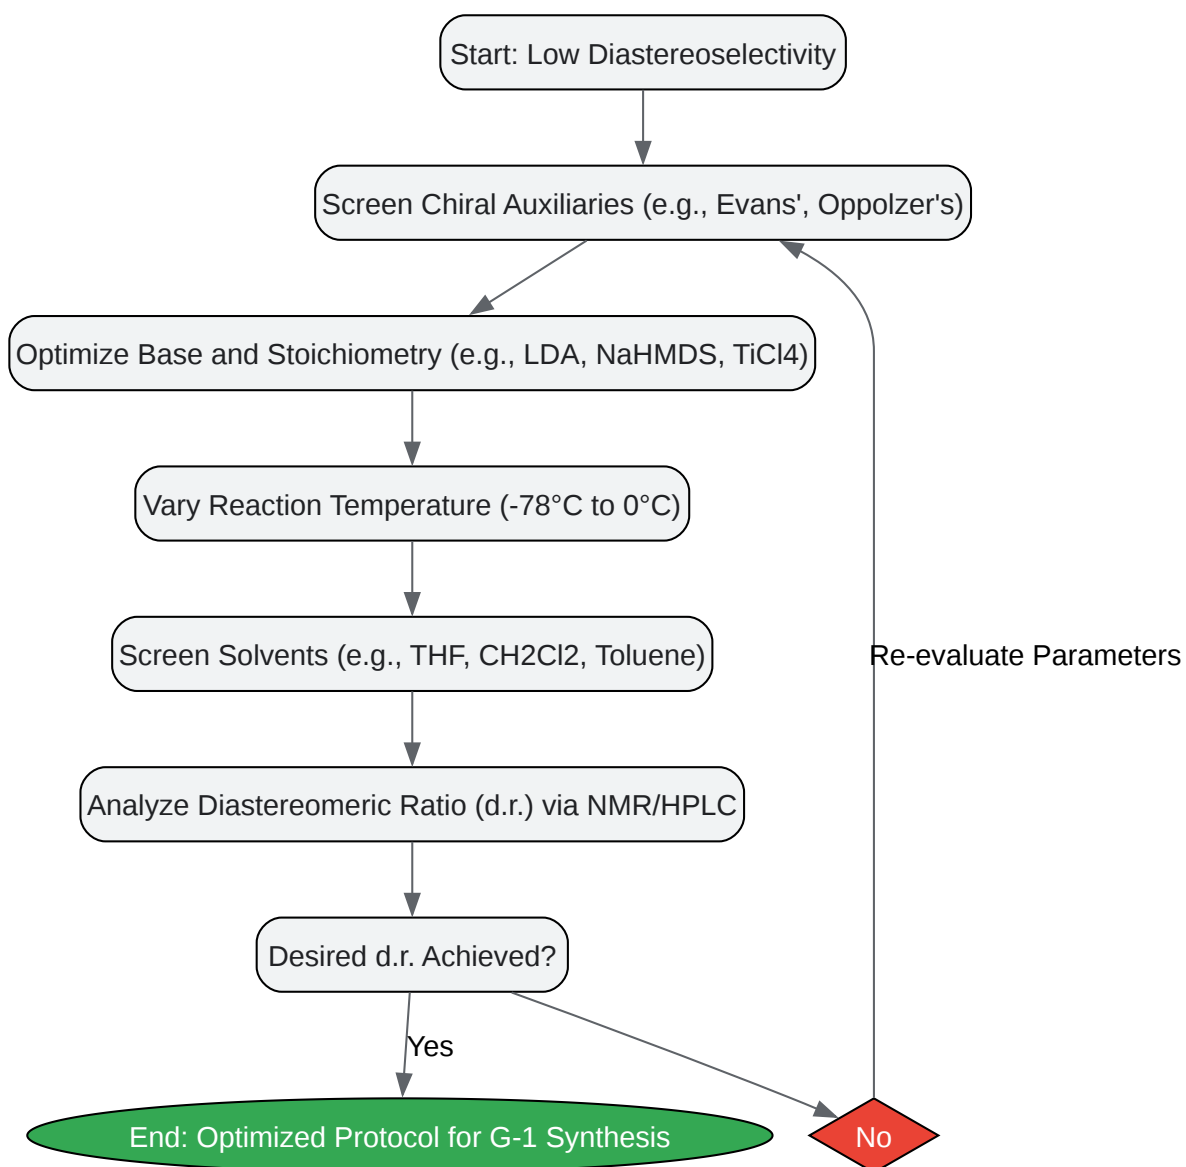 Start: Low Diastereoselectivity
Screen Chiral Auxiliaries (e.g., Evans', Oppolzer's)
Optimize Base and Stoichiometry (e.g., LDA, NaHMDS, TiCl4)
Vary Reaction Temperature (-78°C to 0°C)
Screen Solvents (e.g., THF, CH2Cl2, Toluene)
Re-evaluate Parameters
Analyze Diastereomeric Ratio (d.r.) via NMR/HPLC
Desired d.r. Achieved?
Yes
End: Optimized Protocol for G-1 Synthesis
No